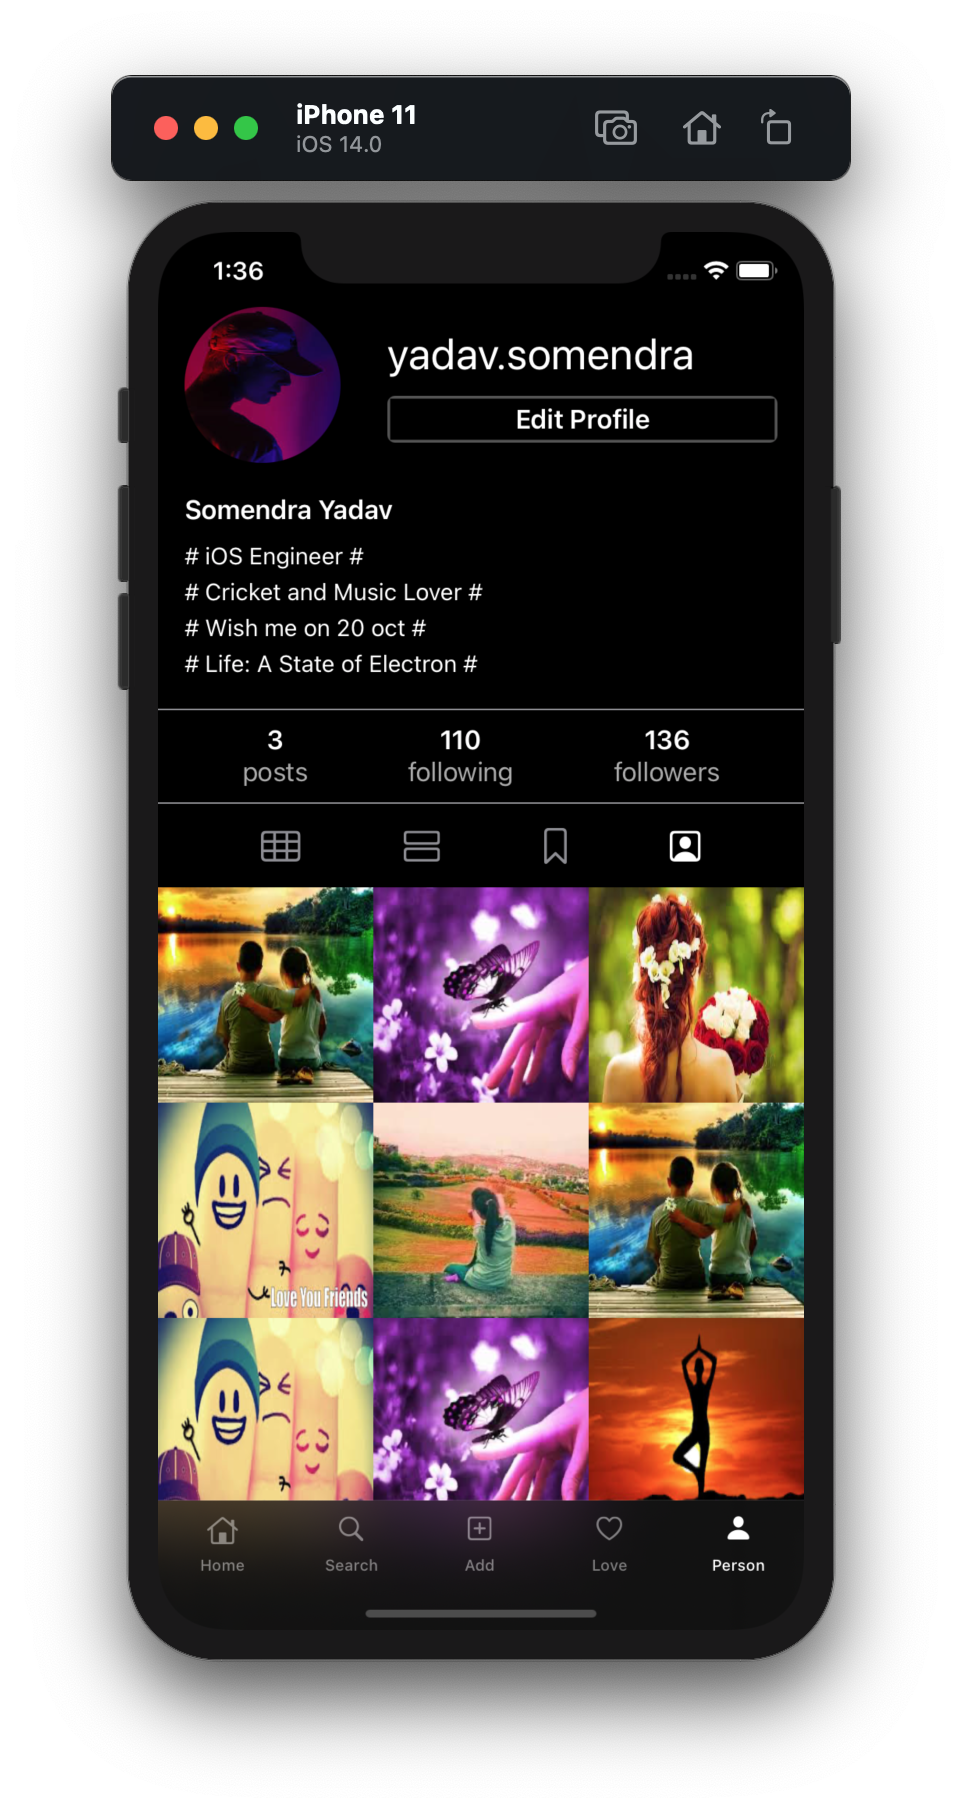 iPhone 11
iOS 14.0
1:36
yadav.somendra
Edit Profile
Somendra Yadav
# iOS Engineer #
# Cricket and Music Lover #
# Wish me on 20 oct #
# Life: A State of Electron #
3 110 136
posts following followers
Love You Friends
Home Search Add Love Person